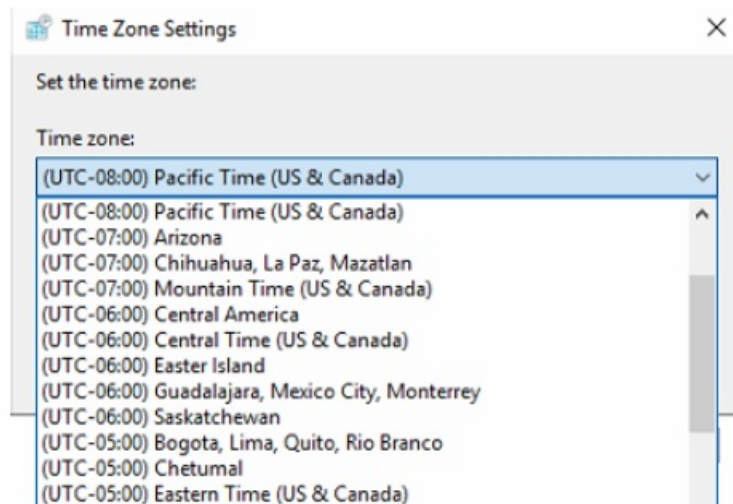 Time Zone Settings
Set the time zone:
Time zone:
(UTC-08:00) Pacific Time (US & Canada)
(UTC-08:00) Pacific Time (US & Canada)
(UTC-07:00) Arizona
(UTC-07:00) Chihuahua, La Paz, Mazatlan
(UTC-07:00) Mountain Time (US & Canada)
(UTC-06:00) Central America
(UTC-06:00) Central Time (US & Canada)
(UTC-06:00) Easter Island
(UTC-06:00) Guadalajara, Mexico City, Monterrey
(UTC-06:00) Saskatchewan
(UTC-05:00) Bogota, Lima, Quito, Rio Branco
(UTC-05:00) Chetumal
(UTC-05:00) Eastern Time (US & Canada)